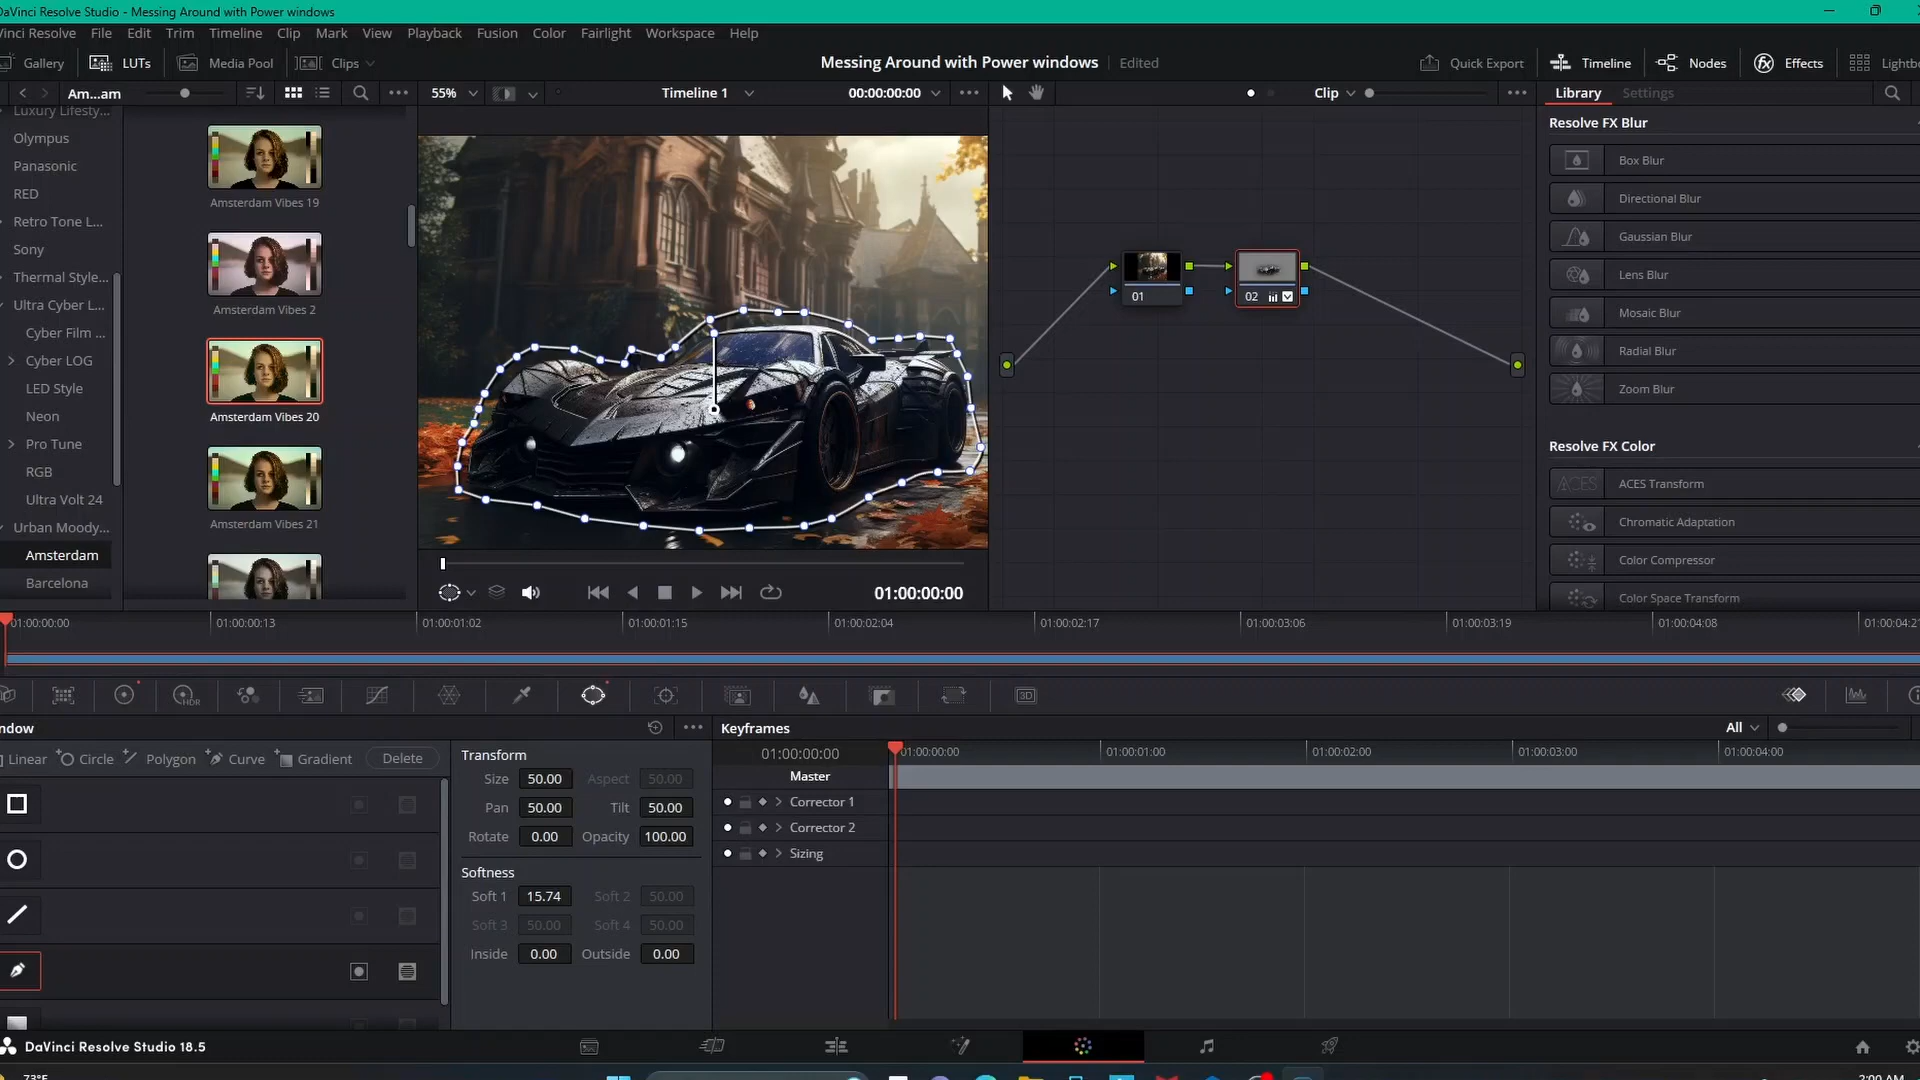 DaVinci Resolve Studio - Messing Around with Power windows
Vinci Resolve File Edit Trim Timeline Clip Mark View Playback Fusion Color Fairlight Workspace Help
Gallery LUTs Media Pool Clips Messing Around with Power windows Edited Quick Export Timeline Nodes Effects Lightbo
Am...am 55% Timeline 1 00:00:00:00 Clip Library Settings
Luxury Lifesty...
Olympus
Panasonic
RED
Retro Tone L...
Sony
Thermal Style...
Ultra Cyber L...
Cyber Film ...
Cyber LOG
LED Style
Neon
Pro Tune
RGB
Ultra Volt 24
Urban Moody...
Amsterdam
Barcelona
Amsterdam Vibes 19
Amsterdam Vibes 2
Amsterdam Vibes 20
Amsterdam Vibes 21
01:00:00:00
01
02
Resolve FX Blur
Box Blur
Directional Blur
Gaussian Blur
Lens Blur
Mosaic Blur
Radial Blur
Zoom Blur
Resolve FX Color
ACES ACES Transform
Chromatic Adaptation
Color Compressor
Color Space Transform
01:00:00:00 01:00:00:13 01:00:01:02 01:00:01:15 01:00:02:04 01:00:02:17 01:00:03:06 01:00:03:19 01:00:04:08 01:00:04:21
HDR 3D
ndow
Linear Circle Polygon Curve Gradient Delete
Transform
Size 50.00 Aspect 50.00
Pan 50.00 Tilt 50.00
Rotate 0.00 Opacity 100.00
Softness
Soft 1 15.74 Soft 2 50.00
Soft 3 50.00 Soft 4 50.00
Inside 0.00 Outside 0.00
Keyframes All
01:00:00:00 01:00:00:00 01:00:01:00 01:00:02:00 01:00:03:00 01:00:04:00
Master
Corrector 1
Corrector 2
Sizing
DaVinci Resolve Studio 18.5
73°F 2:00 AM